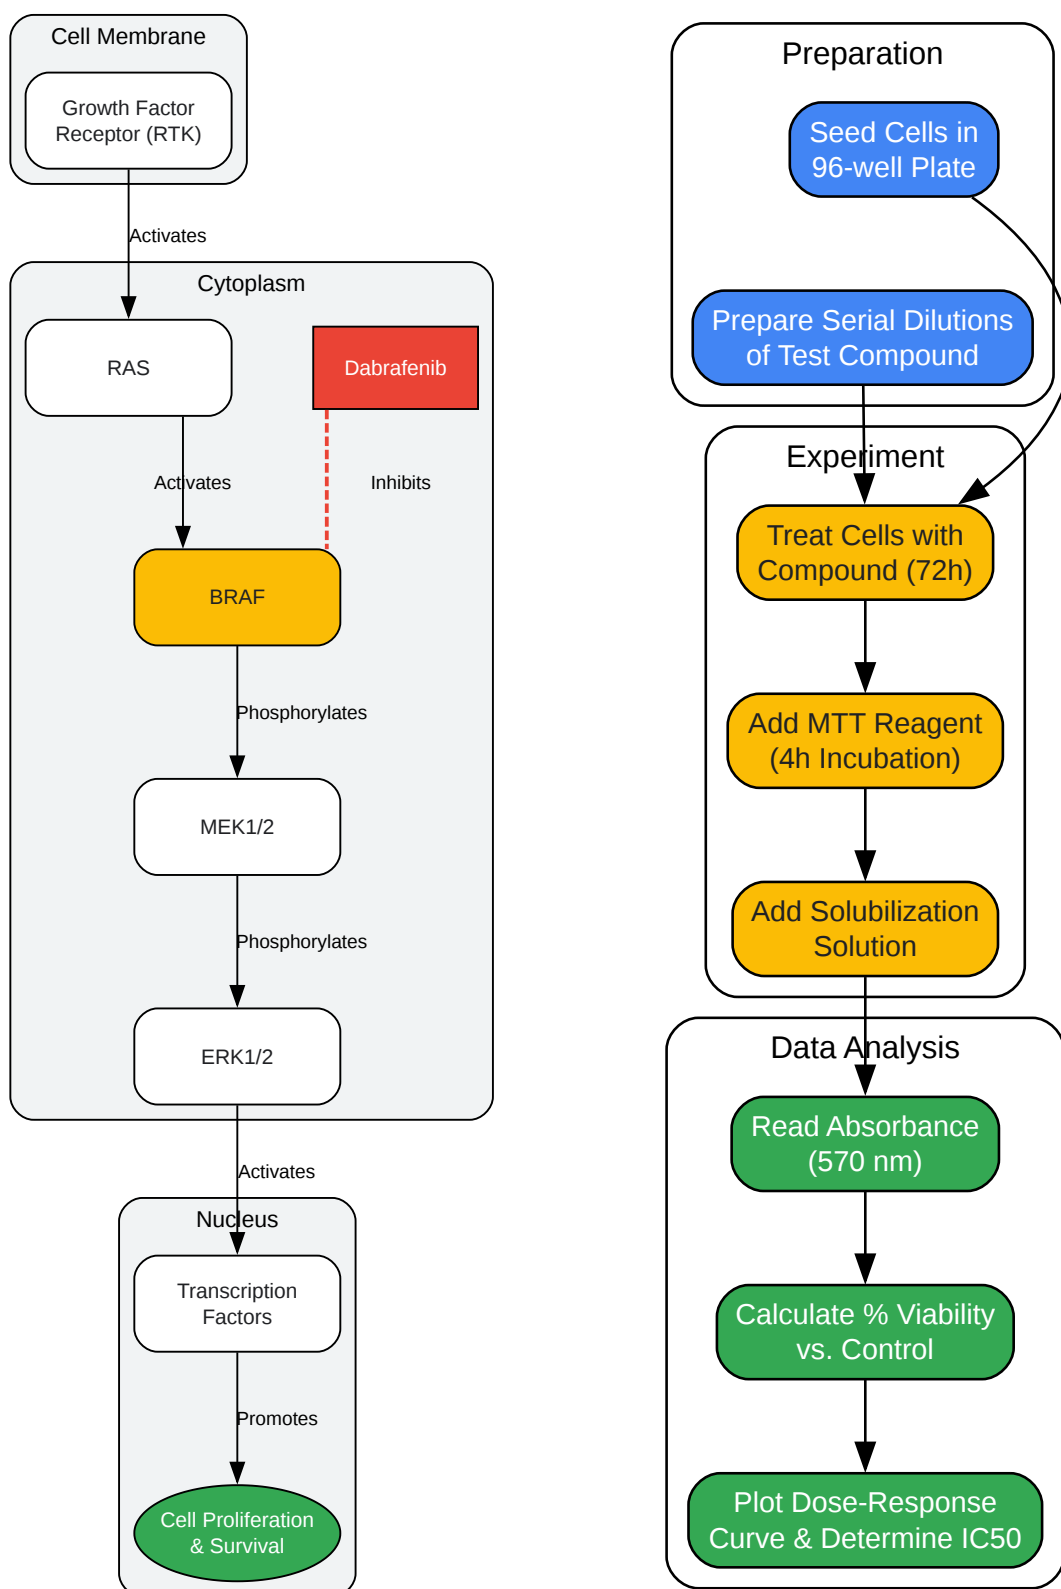 Cell Membrane
Growth Factor
Receptor (RTK)
Activates
Cytoplasm
RAS
Dabrafenib
Activates
Inhibits
BRAF
Phosphorylates
MEK1/2
Phosphorylates
ERK1/2
Activates
Nucleus
Transcription
Factors
Promotes
Cell Proliferation
& Survival
Preparation
Seed Cells in
96-well Plate
Prepare Serial Dilutions
of Test Compound
Experiment
Treat Cells with
Compound (72h)
Add MTT Reagent
(4h Incubation)
Add Solubilization
Solution
Data Analysis
Read Absorbance
(570 nm)
Calculate % Viability
vs. Control
Plot Dose-Response
Curve & Determine IC50